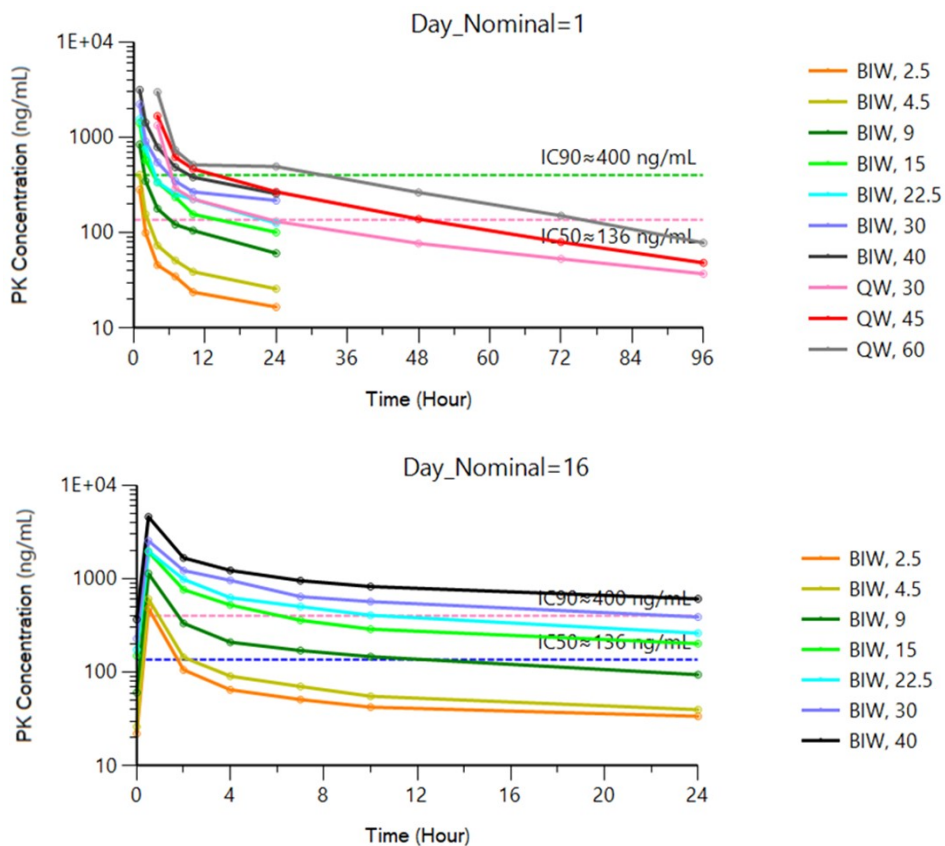 Day_Nominal=1
PK Concentration (ng/mL)
1E+04
1000
100
10
IC90≈400 ng/mL
IC50≈136 ng/mL
0 12 24 36 48 60 72 84 96
Time (Hour)
BIW, 2.5
BIW, 4.5
BIW, 9
BIW, 15
BIW, 22.5
BIW, 30
BIW, 40
QW, 30
QW, 45
QW, 60
Day_Nominal=16
PK Concentration (ng/mL)
1E+04
1000
100
10
IC90≈400 ng/mL
IC50≈136 ng/mL
0 4 8 12 16 20 24
Time (Hour)
BIW, 2.5
BIW, 4.5
BIW, 9
BIW, 15
BIW, 22.5
BIW, 30
BIW, 40